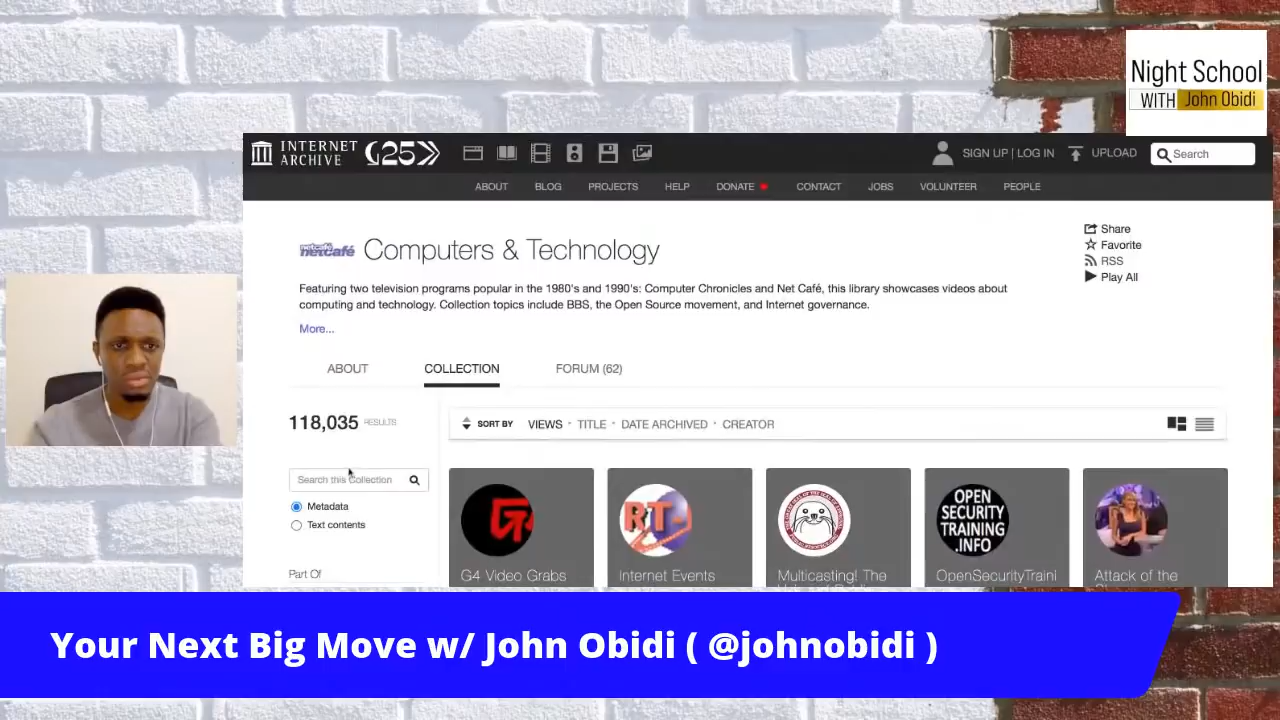 Night School
WITH John Obidi
INTERNET ARCHIVE 25
SIGN UP | LOG IN
UPLOAD
Search
ABOUT
BLOG
PROJECTS
HELP
DONATE
CONTACT
JOBS
VOLUNTEER
PEOPLE
netcafé
Computers & Technology
Share
Favorite
RSS
Play All
Featuring two television programs popular in the 1980's and 1990's: Computer Chronicles and Net Café, this library showcases videos about
computing and technology. Collection topics include BBS, the Open Source movement, and Internet governance.
More...
ABOUT
COLLECTION
FORUM (62)
118,035 RESULTS
SORT BY VIEWS · TITLE · DATE ARCHIVED · CREATOR
Search this Collection
Metadata
Text contents
Part Of
G4
G4 Video Grabs
RT-
Internet Events
Multicasting! The
OPEN
SECURITY
TRAINING
.INFO
OpenSecurityTraini
Attack of the
Your Next Big Move w/ John Obidi ( @johnobidi )